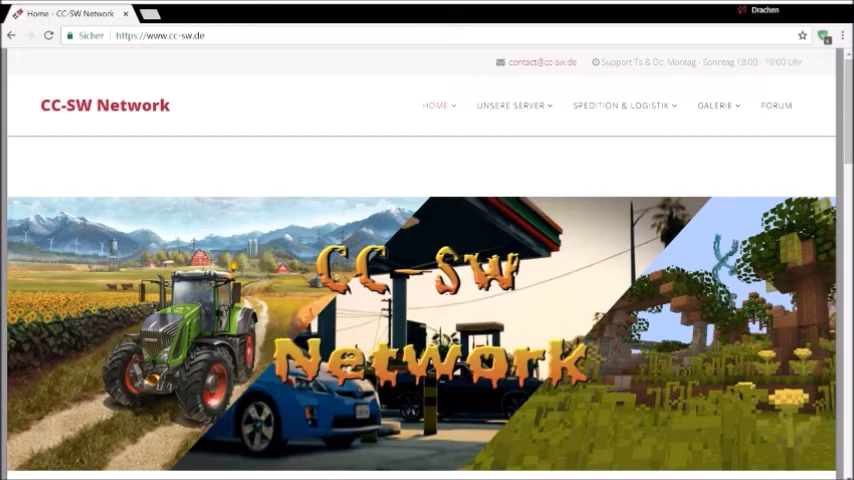 Home - CC-SW Network
Drachen
Sicher
https://www.cc-sw.de
contact@cc-sw.de
Support Ts & Dc: Montag - Sonntag 18:00 - 19:00 Uhr
CC-SW Network
HOME
UNSERE SERVER
SPEDITION & LOGISTIK
GALERIE
FORUM
CC-SW
Network